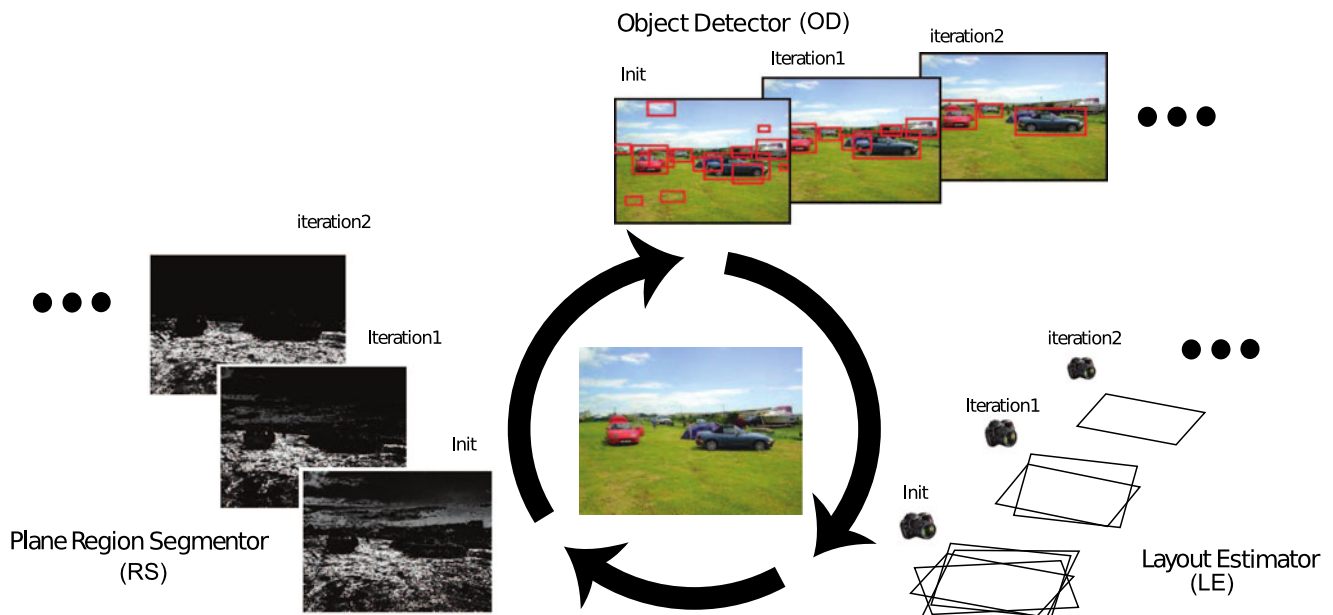 Object Detector (OD)
Init
Iteration1
iteration2
iteration2
Iteration1
Init
Plane Region Segmentor
(RS)
iteration2
Iteration1
Init
Layout Estimator
(LE)